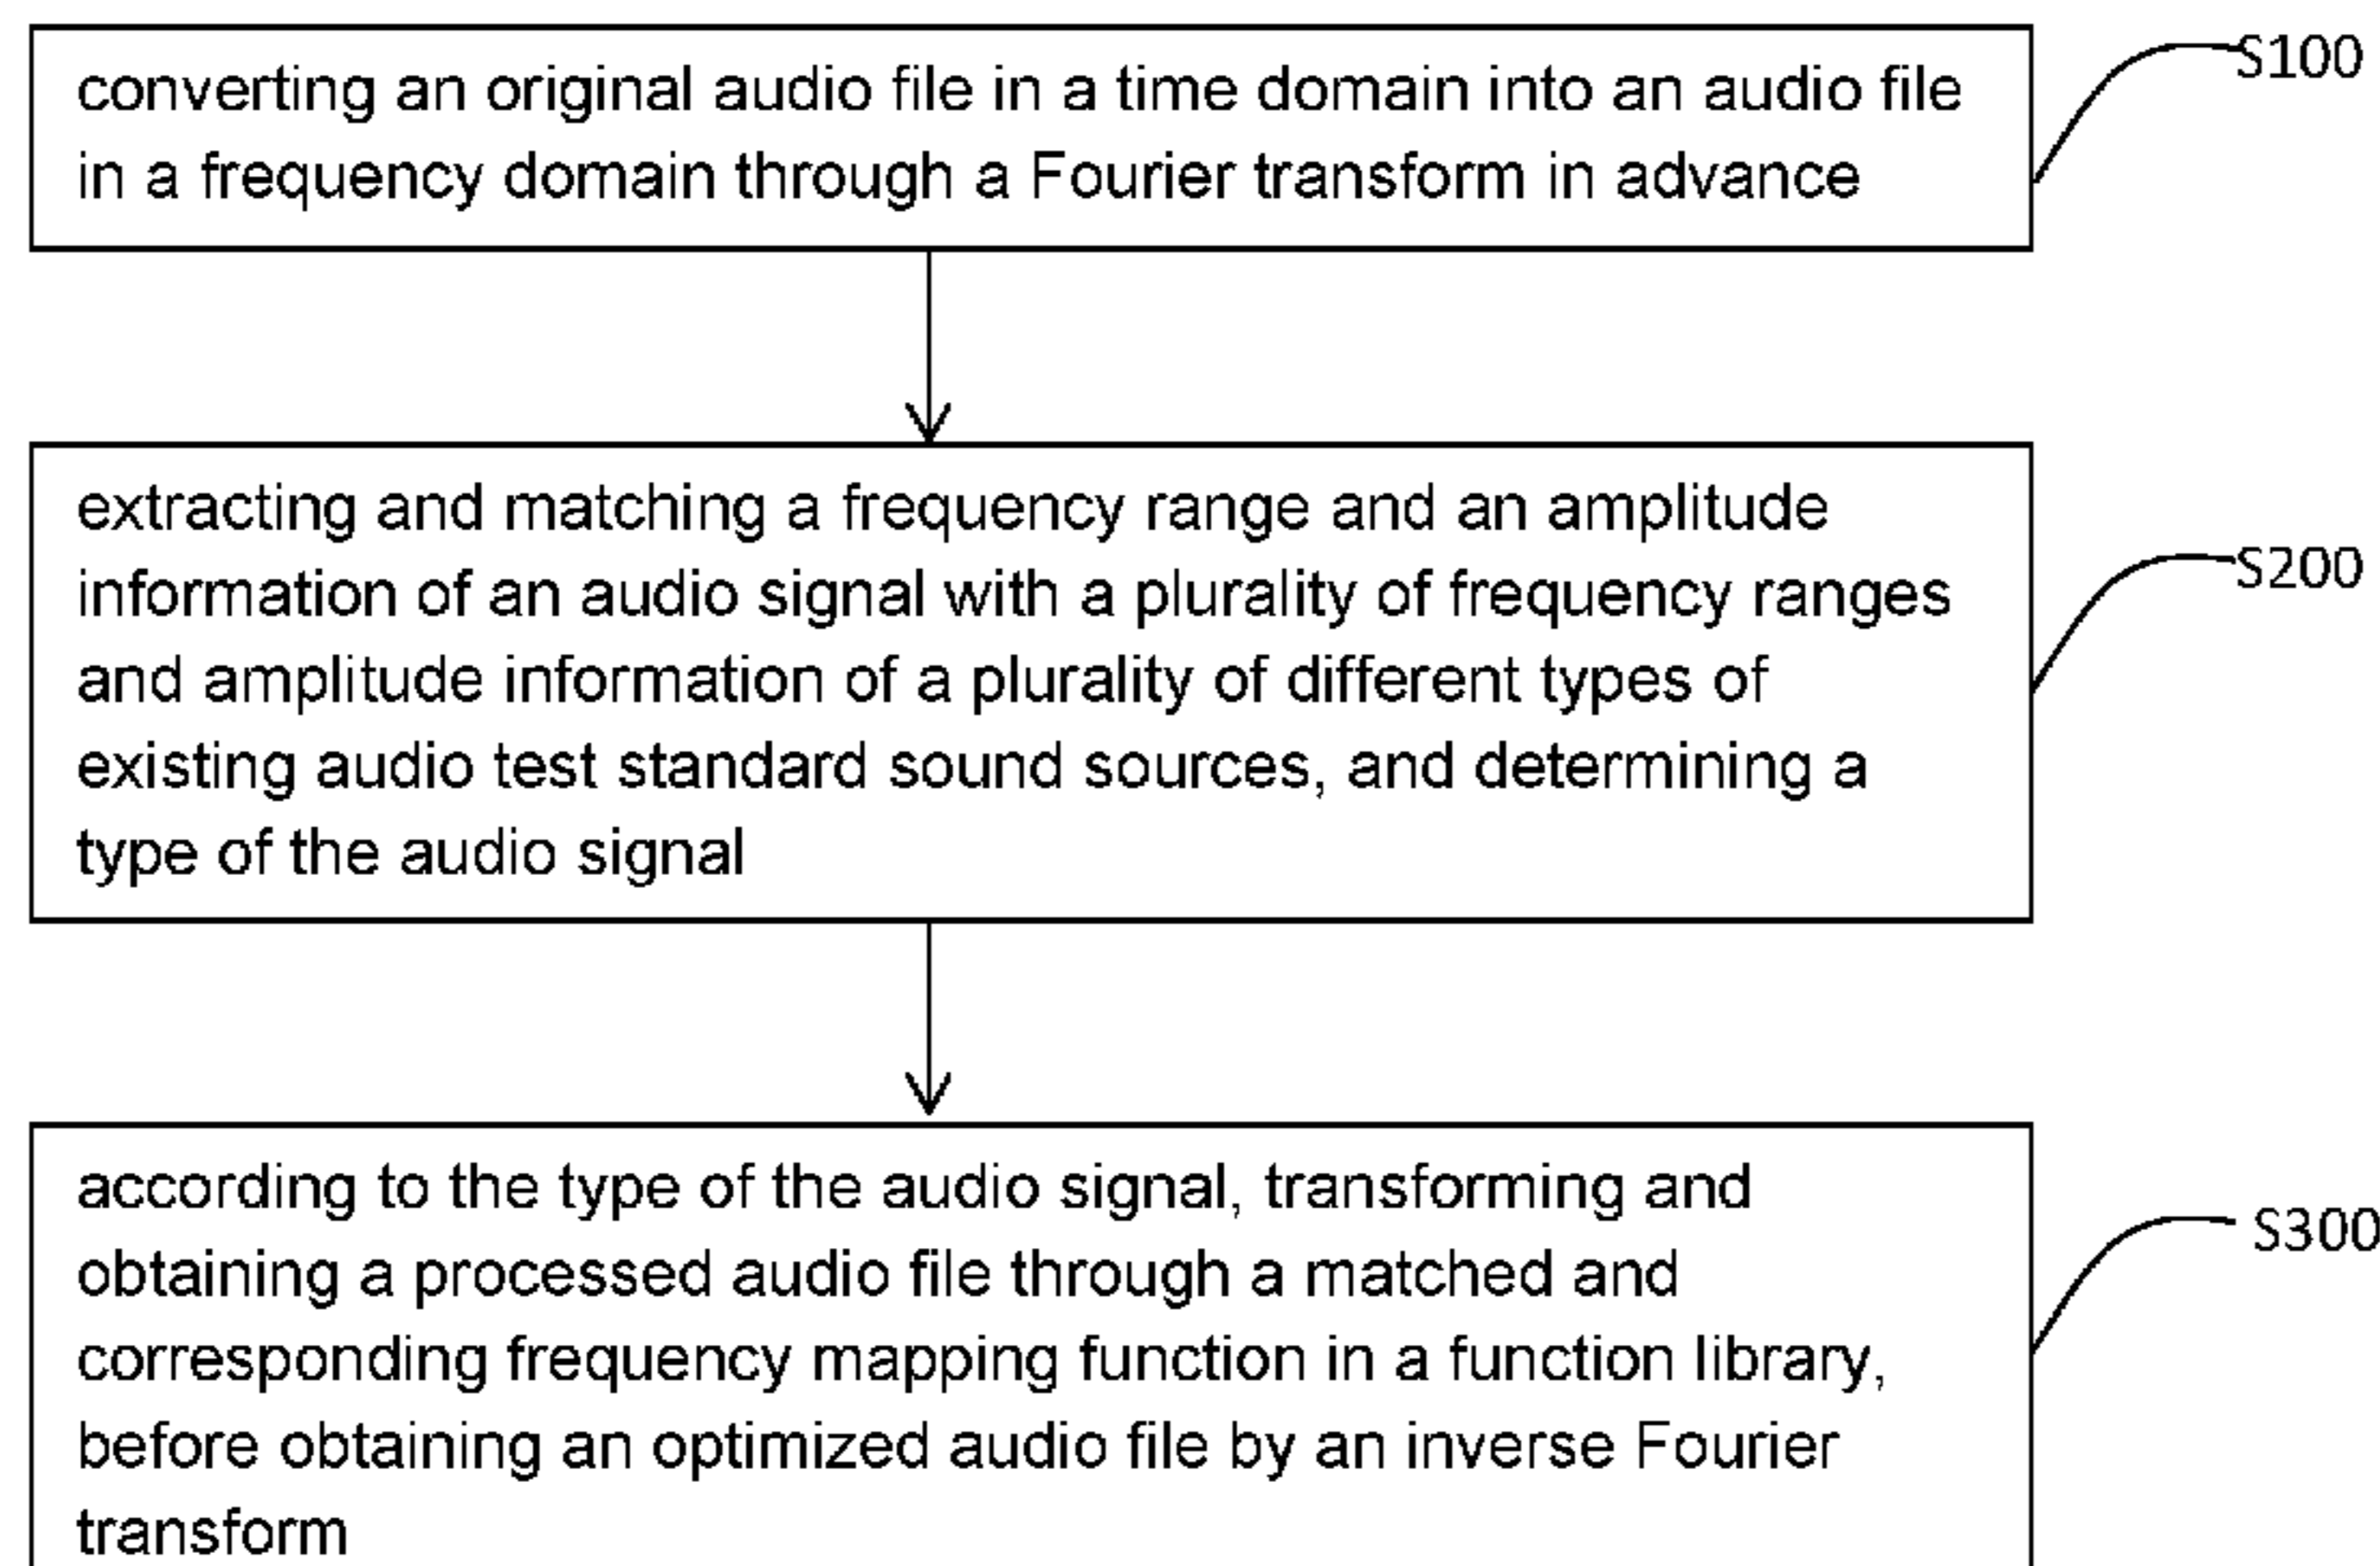 converting an original audio file in a time domain into an audio file
in a frequency domain through a Fourier transform in advance
S100
extracting and matching a frequency range and an amplitude
information of an audio signal with a plurality of frequency ranges
and amplitude information of a plurality of different types of
existing audio test standard sound sources, and determining a
type of the audio signal
S200
according to the type of the audio signal, transforming and
obtaining a processed audio file through a matched and
corresponding frequency mapping function in a function library,
before obtaining an optimized audio file by an inverse Fourier
transform
S300